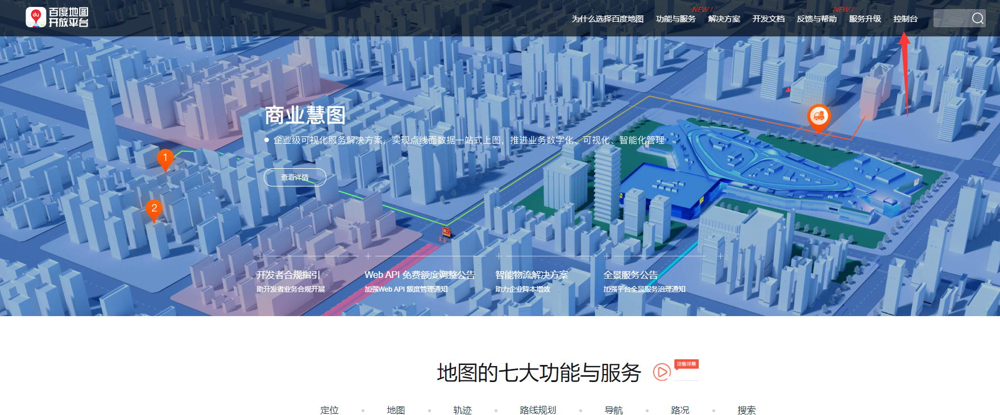 du 百度地图
开放平台
为什么选择百度地图 功能与服务 NEW! 解决方案 开发文档 反馈与帮助 NEW! 服务升级 控制台
商业慧图
企业级可视化服务解决方案，实现点线面数据一站式上图，推进业务数字化、可视化、智能化管理
1
查看详情
2
开发者合规指引
助开发者业务合规开展
Web API 免费额度调整公告
加强Web API 额度管理通知
智能物流解决方案
助力企业降本增效
全景服务公告
加强平台全景服务治理通知
地图的七大功能与服务
功能详解
定位 地图 轨迹 路线规划 导航 路况 搜索